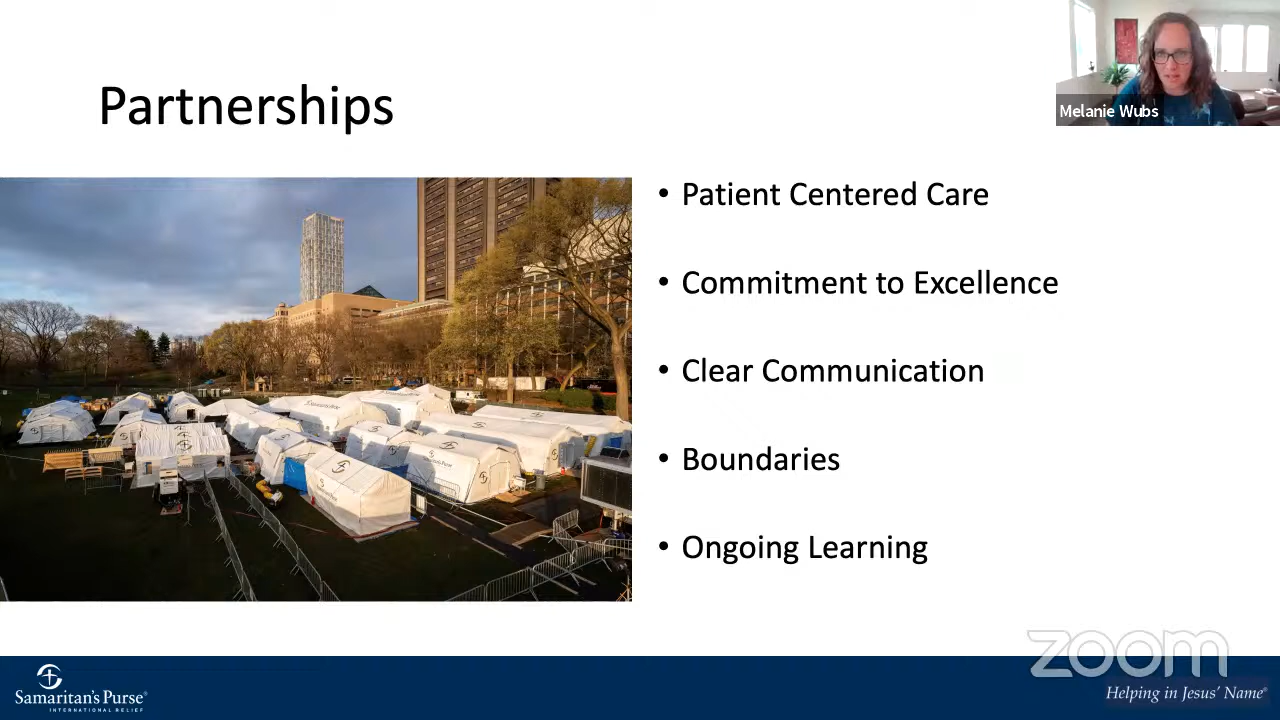 Partnerships
Melanie Wubs
• Patient Centered Care
• Commitment to Excellence
• Clear Communication
• Boundaries
• Ongoing Learning
zoom
Samaritan's Purse®
INTERNATIONAL RELIEF
Helping in Jesus' Name®